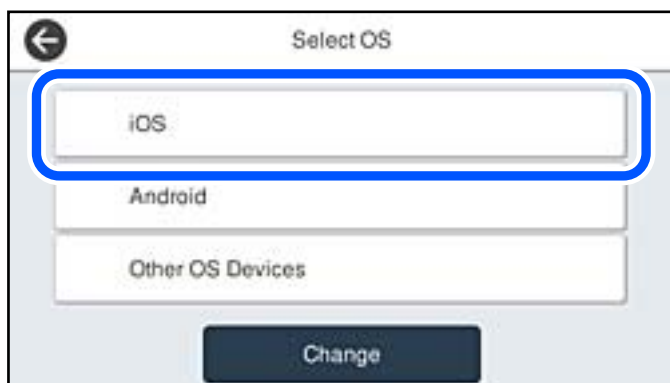 Select OS
iOS
Android
Other OS Devices
Change